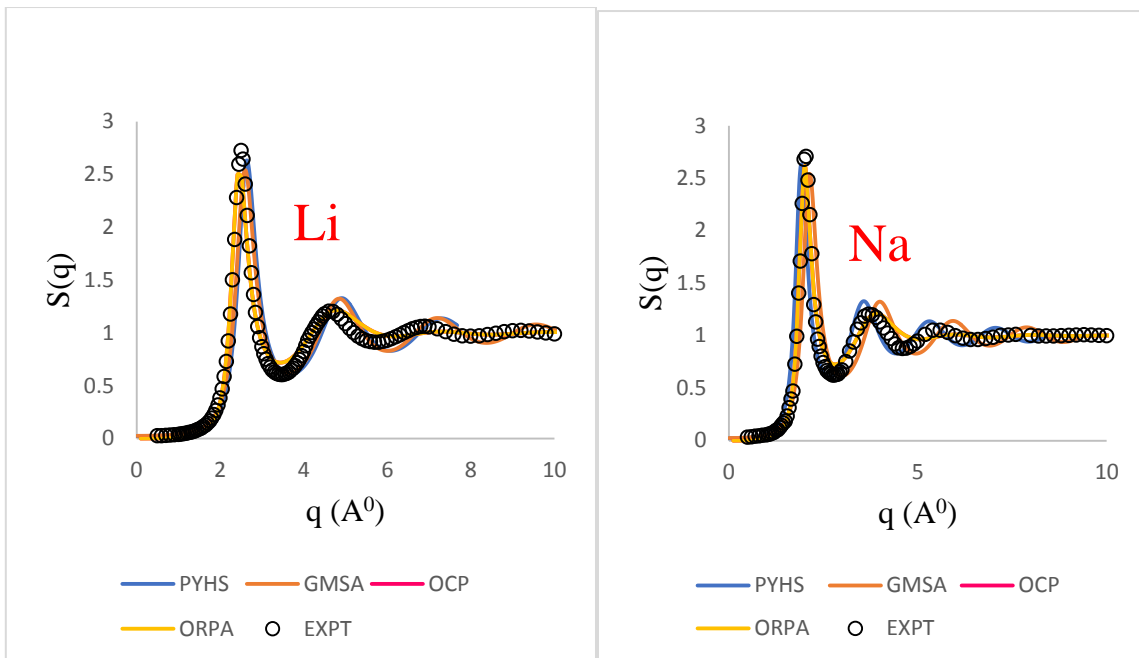 3
2.5
2
1.5
1
0.5
0
S(q)
Li
0 2 4 6 8 10
q (A⁰)
PYHS GMSA OCP
ORPA EXPT
3
2.5
2
1.5
1
0.5
0
S(q)
Na
0 5 10
q (A⁰)
PYHS GMSA OCP
ORPA EXPT